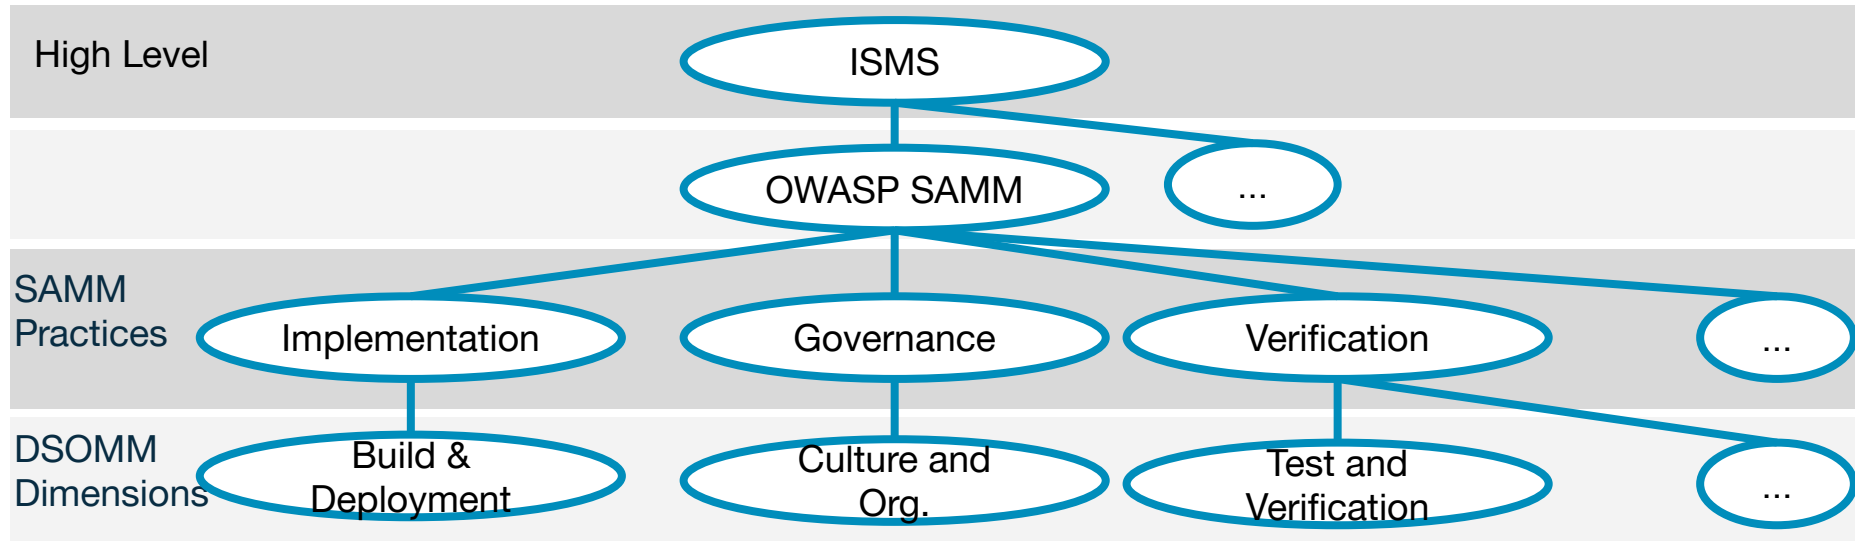 High Level
ISMS
OWASP SAMM
...
SAMM
Practices
Implementation
Governance
Verification
...
DSOMM
Dimensions
Build &
Deployment
Culture and
Org.
Test and
Verification
...